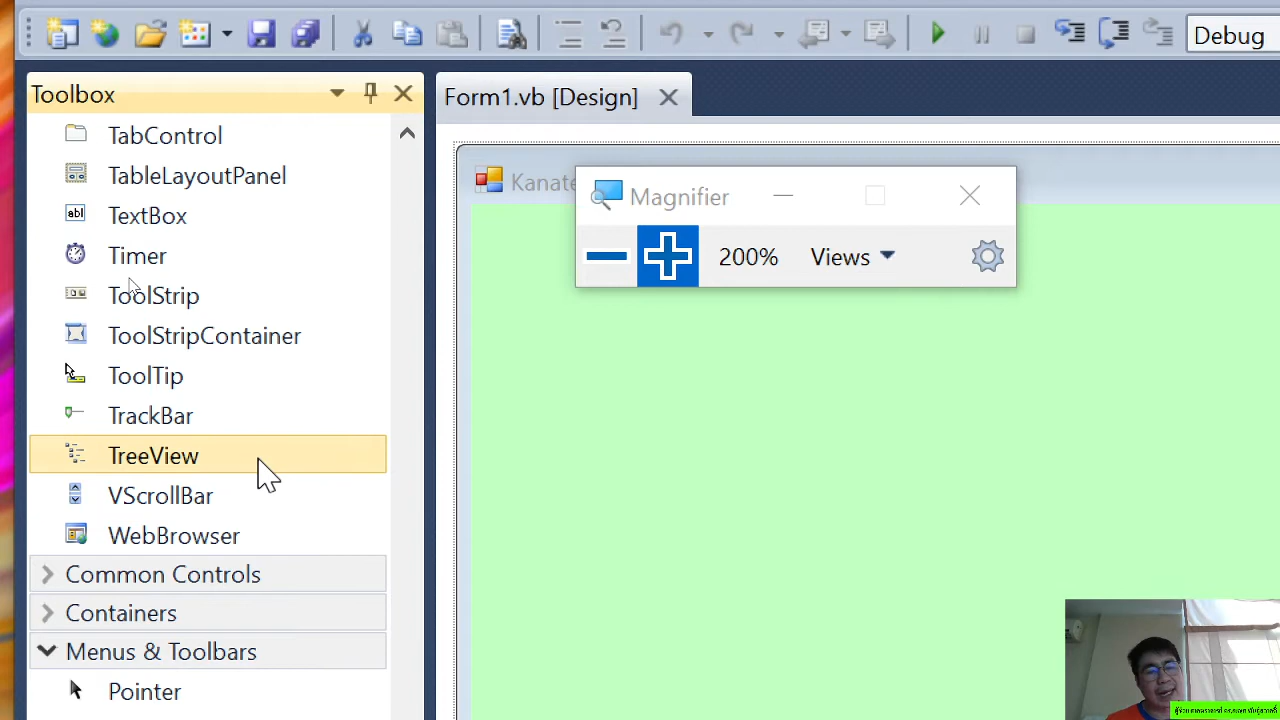 Debug
Toolbox
Form1.vb [Design]
TabControl
TableLayoutPanel
TextBox
abl
Timer
ToolStrip
ToolStripContainer
ToolTip
TrackBar
TreeView
VScrollBar
WebBrowser
Common Controls
Containers
Menus & Toolbars
Pointer
Magnifier
200%
Views